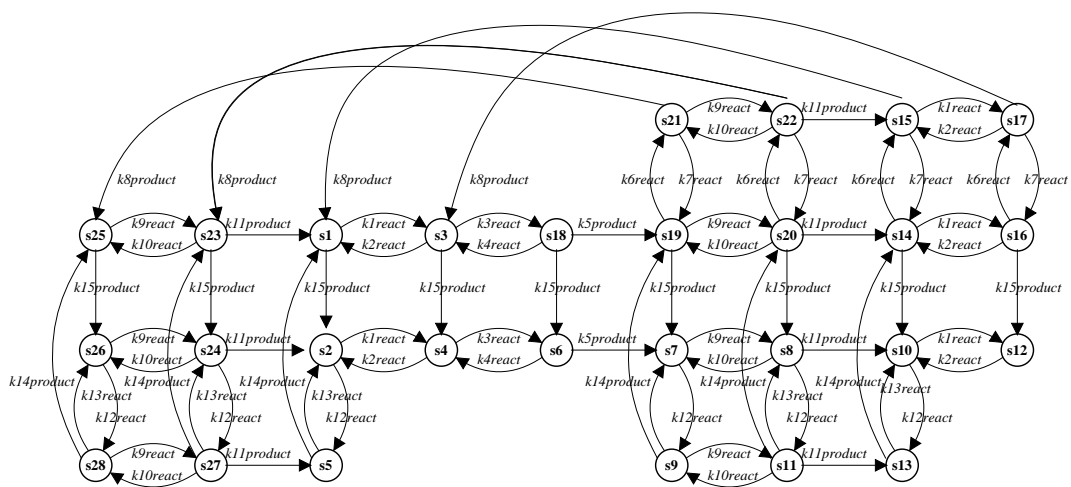 k9react
k11product
k1react
s21
s22
s15
s17
k10react
k2react
k8product
k8product
k8product
k8product
k6react
k7react
k6react
k7react
k6react
k7react
k6react
k7react
k9react
k11product
k1react
k3react
k5product
k9react
k11product
k1react
s25
s23
s1
s3
s18
s19
s20
s14
s16
k10react
k2react
k4react
k10react
k2react
k15product
k15product
k15product
k15product
k15product
k15product
k15product
k15product
k15product
k9react
k11product
k1react
k3react
k5product
k9react
k11product
k1react
s26
s24
s2
s4
s6
s7
s8
s10
s12
k10react
k2react
k4react
k10react
k2react
k14product
k14product
k14product
k14product
k14product
k14product
k13react
k13react
k13react
k13react
k12react
k12react
k12react
k12react
k12react
k9react
k11product
k9react
k11product
s28
s27
s5
s9
s11
s13
k10react
k10react